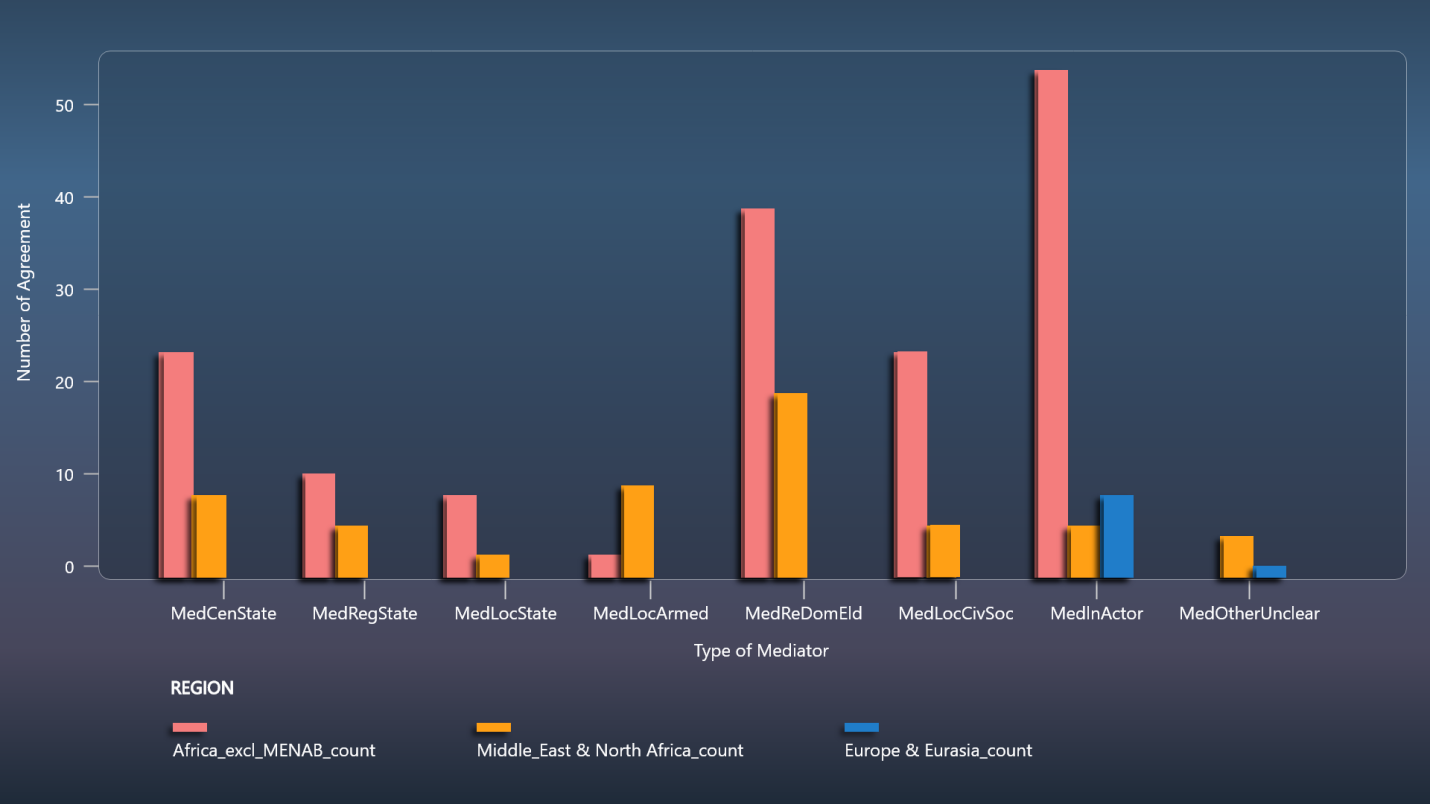 50
40
30
20
10
0
Number of Agreement
MedCenState MedRegState MedLocState MedLocArmed MedReDomEld MedLocCivSoc MedInActor MedOtherUnclear
Type of Mediator
REGION
Africa_excl_MENAB_count Middle_East & North Africa_count Europe & Eurasia_count